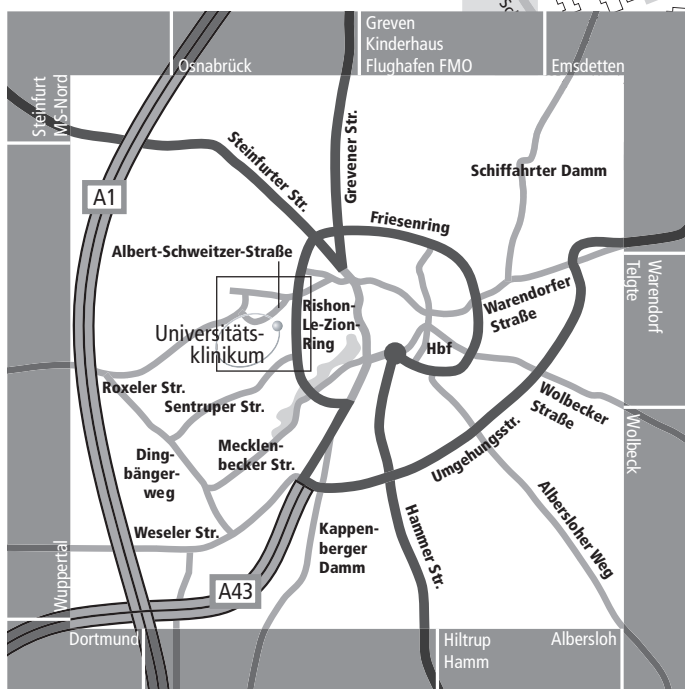 Greven
Kinderhaus
Flughafen FMO
Osnabrück
Emsdetten
Steinfurt
MS-Nord
Steinfurter Str.
Grevener Str.
Schiffahrter Damm
A1
Friesenring
Albert-Schweitzer-Straße
Warendorf
Telgte
Rishon-
Le-Zion-
Ring
Warendorfer
Straße
Universitäts-
klinikum
Hbf
Roxeler Str.
Sentruper Str.
Wolbecker
Straße
Wolbeck
Ding-
bänger-
weg
Mecklen-
becker Str.
Umgehungsstr.
Weseler Str.
Kappen-
berger
Damm
Hammer Str.
Albersloher Weg
A43
Wuppertal
Dortmund
Hiltrup
Hamm
Albersloh